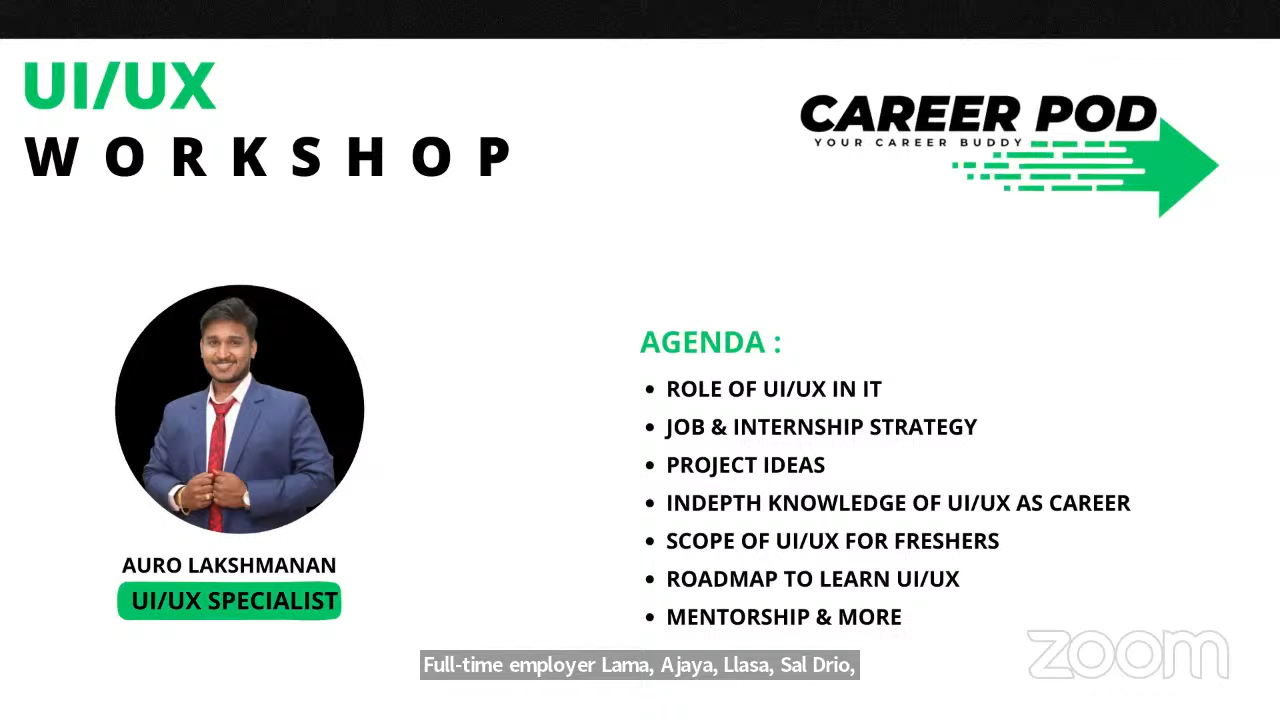 UI/UX
WORKSHOP
CAREER POD
YOUR CAREER BUDDY
AURO LAKSHMANAN
UI/UX SPECIALIST
AGENDA :
• ROLE OF UI/UX IN IT
• JOB & INTERNSHIP STRATEGY
• PROJECT IDEAS
• INDEPTH KNOWLEDGE OF UI/UX AS CAREER
• SCOPE OF UI/UX FOR FRESHERS
• ROADMAP TO LEARN UI/UX
• MENTORSHIP & MORE
Full-time employer Lama, Ajaya, Llasa, Sal Drio,
zoom